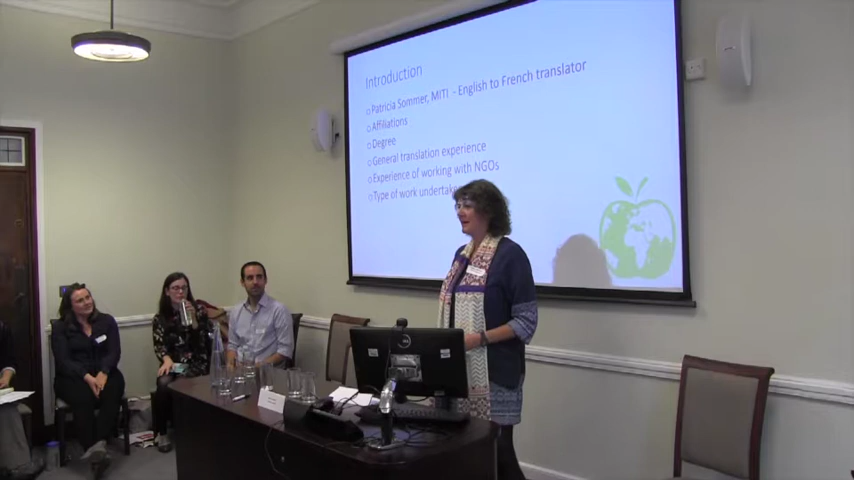 Introduction
○Patricia Sommer, MITI - English to French translator
○Affiliations
○Degree
○General translation experience
○Experience of working with NGOs
○Type of work undertake